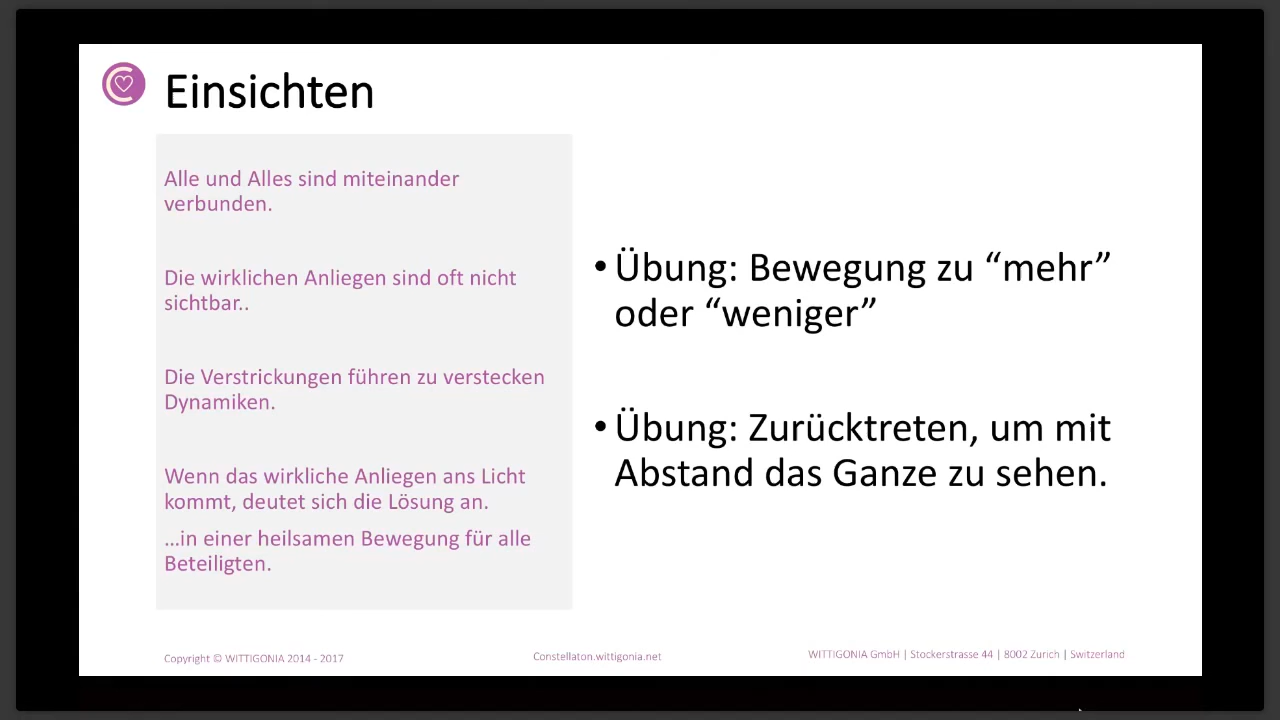 Einsichten
Alle und Alles sind miteinander
verbunden.
Die wirklichen Anliegen sind oft nicht
sichtbar..
Die Verstrickungen führen zu verstecken
Dynamiken.
Wenn das wirkliche Anliegen ans Licht
kommt, deutet sich die Lösung an.
...in einer heilsamen Bewegung für alle
Beteiligten.
• Übung: Bewegung zu “mehr”
oder “weniger”
• Übung: Zurücktreten, um mit
Abstand das Ganze zu sehen.
Copyright © WITTIGONIA 2014 - 2017
Constellaton.wittigonia.net
WITTIGONIA GmbH | Stockerstrasse 44 | 8002 Zurich | Switzerland